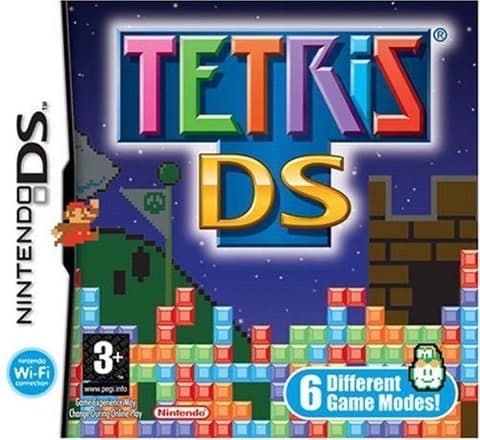 TETRIS®
DS
NINTENDO DS™
Nintendo
Wi-Fi
connection
3+
www.pegi.info
Game Experience May
Change During Online Play
Nintendo®
6 Different
Game Modes!